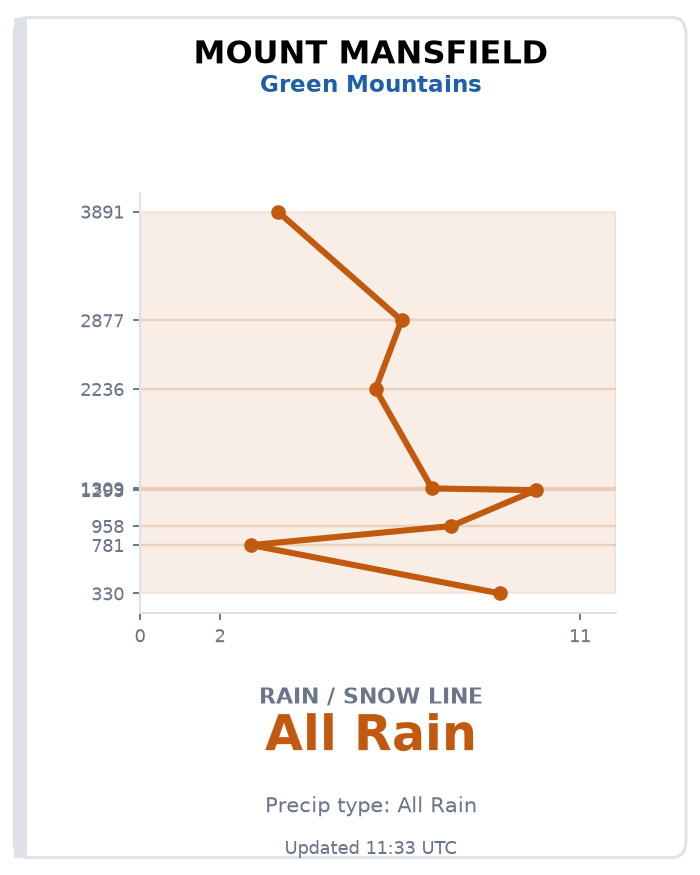 MOUNT MANSFIELD
Green Mountains
3891
2877
2236
958
781
330
0 2 11
RAIN / SNOW LINE
All Rain
Precip type: All Rain
Updated 11:33 UTC